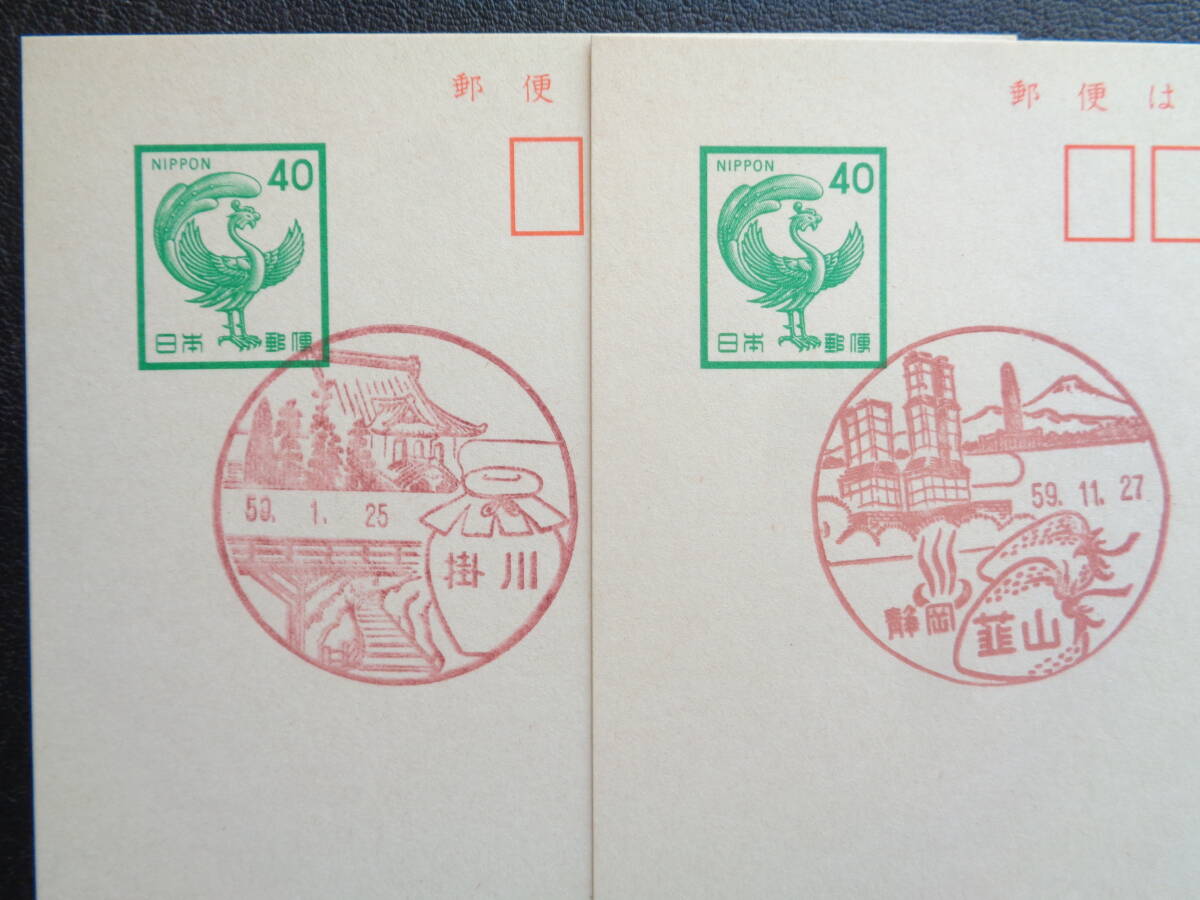 郵便
NIPPON 40
日本郵便
59. 1. 25
掛川
郵便は
NIPPON 40
日本郵便
59. 11. 27
静岡
韮山